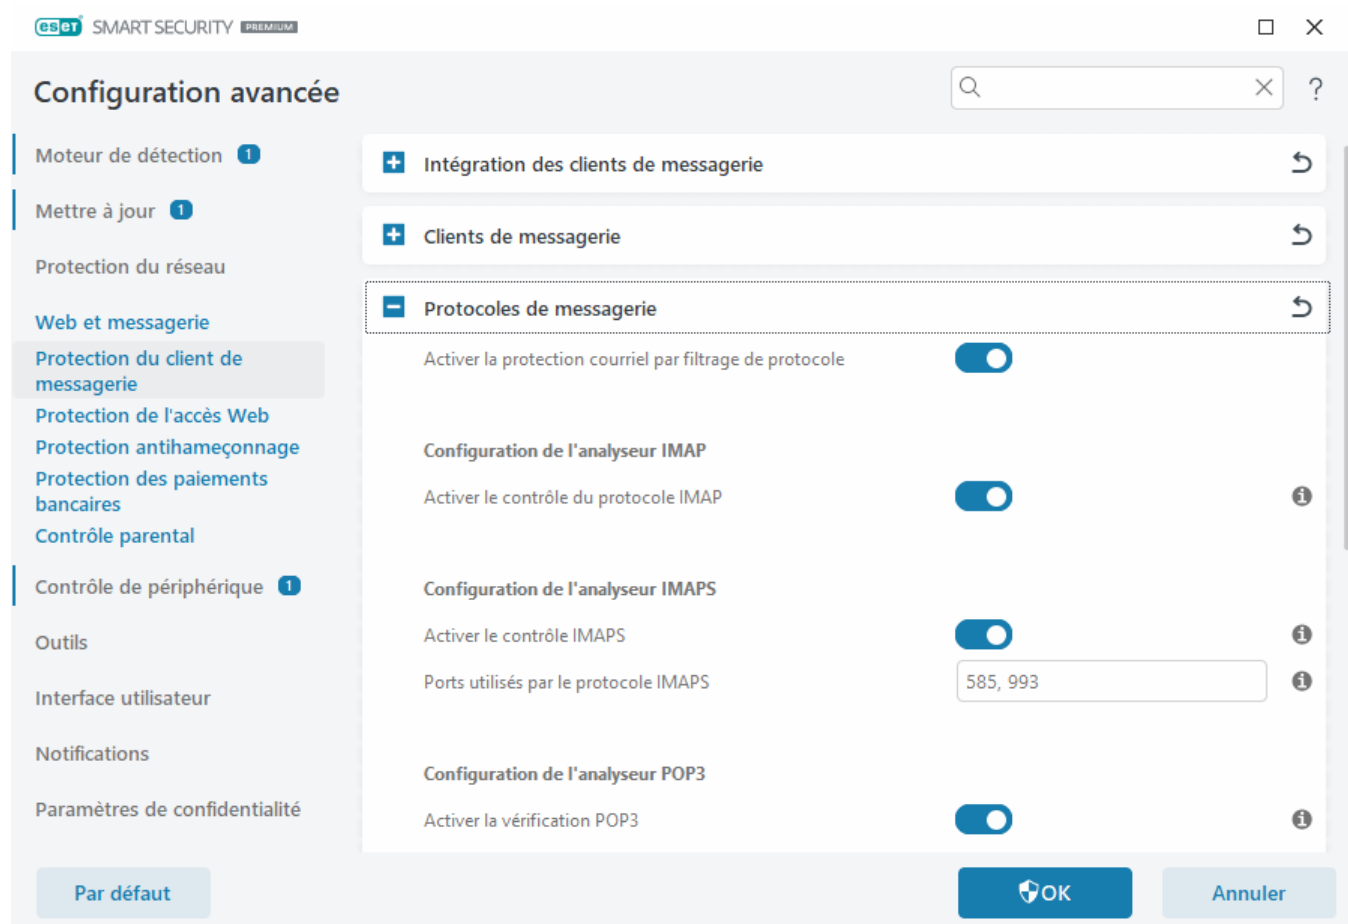 eset SMART SECURITY PREMIUM
Configuration avancée
?
Moteur de détection 1
Mettre à jour 1
Protection du réseau
Web et messagerie
Protection du client de
messagerie
Protection de l'accès Web
Protection antihameçonnage
Protection des paiements
bancaires
Contrôle parental
Contrôle de périphérique 1
Outils
Interface utilisateur
Notifications
Paramètres de confidentialité
Intégration des clients de messagerie
Clients de messagerie
Protocoles de messagerie
Activer la protection courriel par filtrage de protocole
Configuration de l'analyseur IMAP
Activer le contrôle du protocole IMAP
Configuration de l'analyseur IMAPS
Activer le contrôle IMAPS
Ports utilisés par le protocole IMAPS 585, 993
Configuration de l'analyseur POP3
Activer la vérification POP3
Par défaut
OK
Annuler